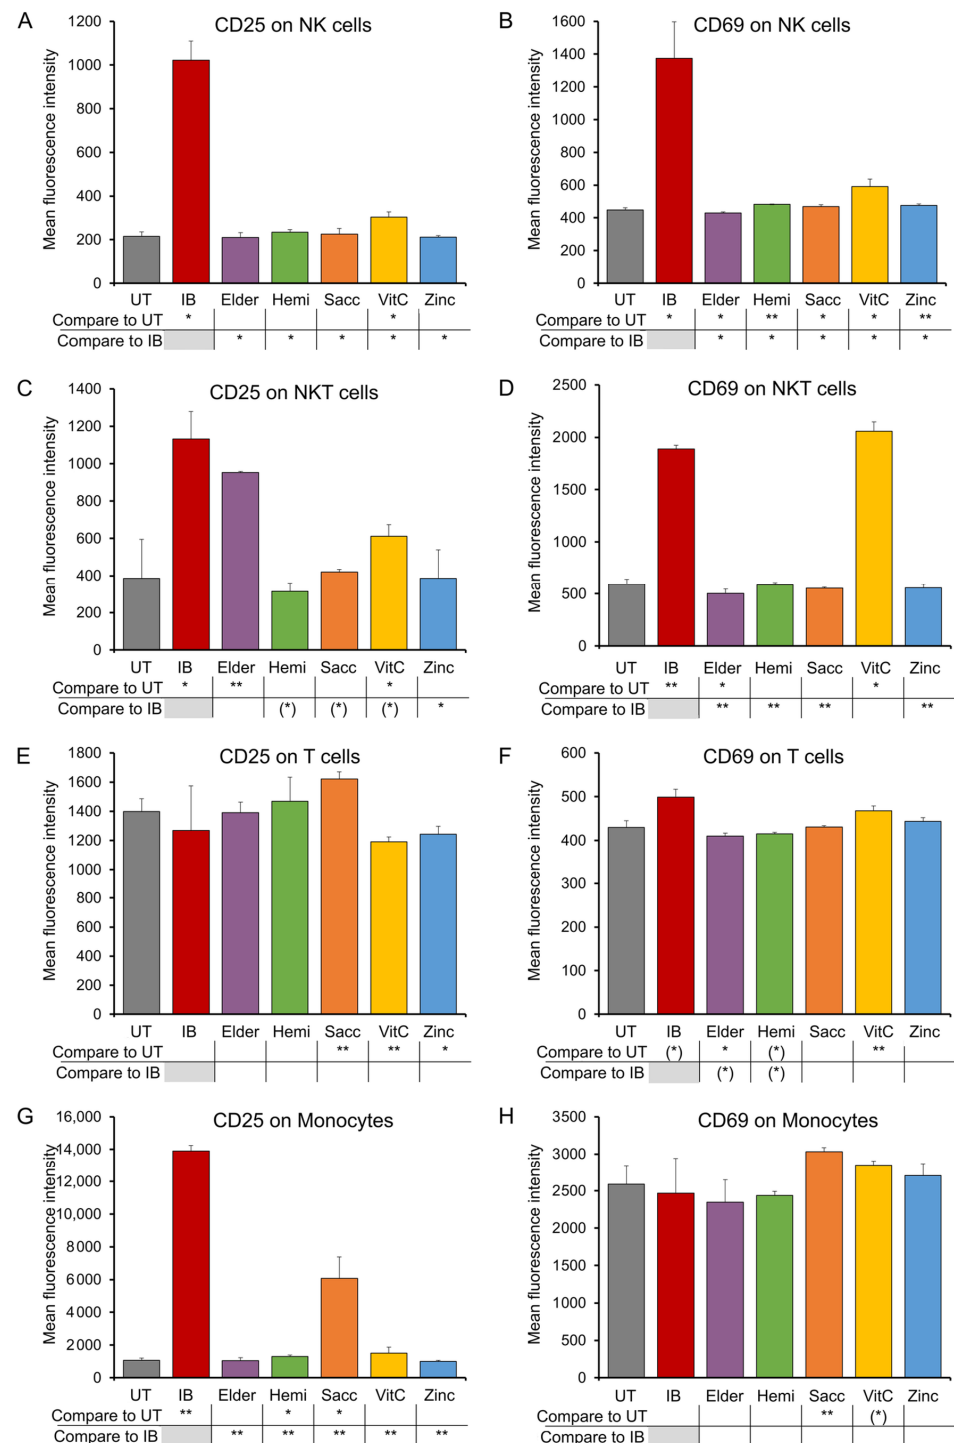 A
CD25 on NK cells
Mean fluorescence intensity
1200
1000
800
600
400
200
0
UT IB Elder Hemi Sacc VitC Zinc
Compare to UT * *
Compare to IB * * * * *
B
CD69 on NK cells
Mean fluorescence intensity
1600
1400
1200
1000
800
600
400
200
0
UT IB Elder Hemi Sacc VitC Zinc
Compare to UT * * ** * * **
Compare to IB * * * * *
C
CD25 on NKT cells
Mean fluorescence intensity
1400
1200
1000
800
600
400
200
0
UT IB Elder Hemi Sacc VitC Zinc
Compare to UT * ** *
Compare to IB (*) (*) (*) *
D
CD69 on NKT cells
Mean fluorescence intensity
2500
2000
1500
1000
500
0
UT IB Elder Hemi Sacc VitC Zinc
Compare to UT ** * *
Compare to IB ** ** ** **
E
CD25 on T cells
Mean fluorescence intensity
1800
1600
1400
1200
1000
800
600
400
200
0
UT IB Elder Hemi Sacc VitC Zinc
Compare to UT ** ** *
Compare to IB
F
CD69 on T cells
Mean fluorescence intensity
600
500
400
300
200
100
0
UT IB Elder Hemi Sacc VitC Zinc
Compare to UT (*) * (*) **
Compare to IB (*) (*)
G
CD25 on Monocytes
Mean fluorescence intensity
16,000
14,000
12,000
10,000
8,000
6 000
4000
2000
0
UT IB Elder Hemi Sacc VitC Zinc
Compare to UT ** * *
Compare to IB ** ** ** ** **
H
CD69 on Monocytes
Mean fluorescence intensity
3500
3000
2500
2000
1500
1000
500
0
UT IB Elder Hemi Sacc VitC Zinc
Compare to UT ** (*)
Compare to IB